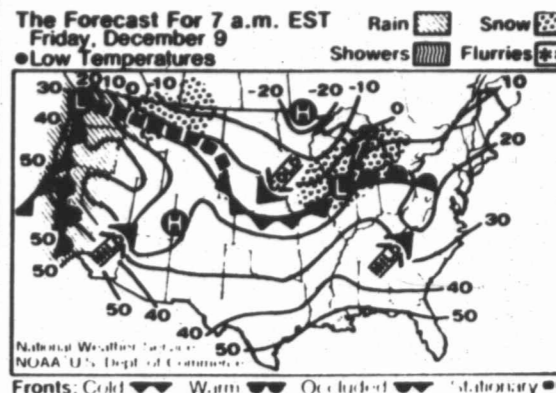 The Forecast For 7 a.m. EST
Friday, December 9
Low Temperatures
Rain Snow
Showers Flurries
30 20 10 0 -10 -20 -20 -10 0 10
40
20
50
30
50
50
50 40 40 40
50
50
National Weather Service
NOAA U.S. Dept. of Commerce
Fronts: Cold Warm Occluded Stationary